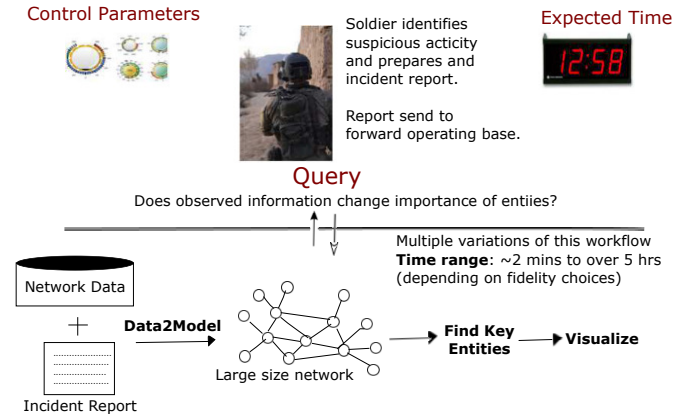 Control Parameters
Soldier identifies
suspicious acticity
and prepares and
incident report.
Report send to
forward operating base.
Expected Time
12:58
Query
Does observed information change importance of entiies?
Multiple variations of this workflow
Time range: ~2 mins to over 5 hrs
(depending on fidelity choices)
Network Data
Data2Model
Large size network
Find Key
Entities
Visualize
Incident Report